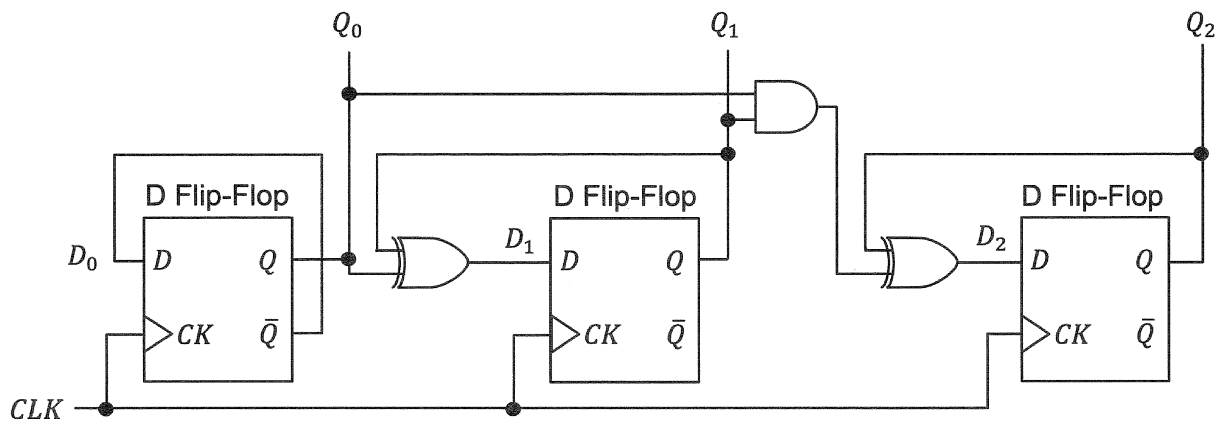 Q₀ Q₁ Q₂
D Flip-Flop D Flip-Flop D Flip-Flop
D₀ D Q D₁ D Q D₂ D Q
CK Q̅ CK Q̅ CK Q̅
CLK